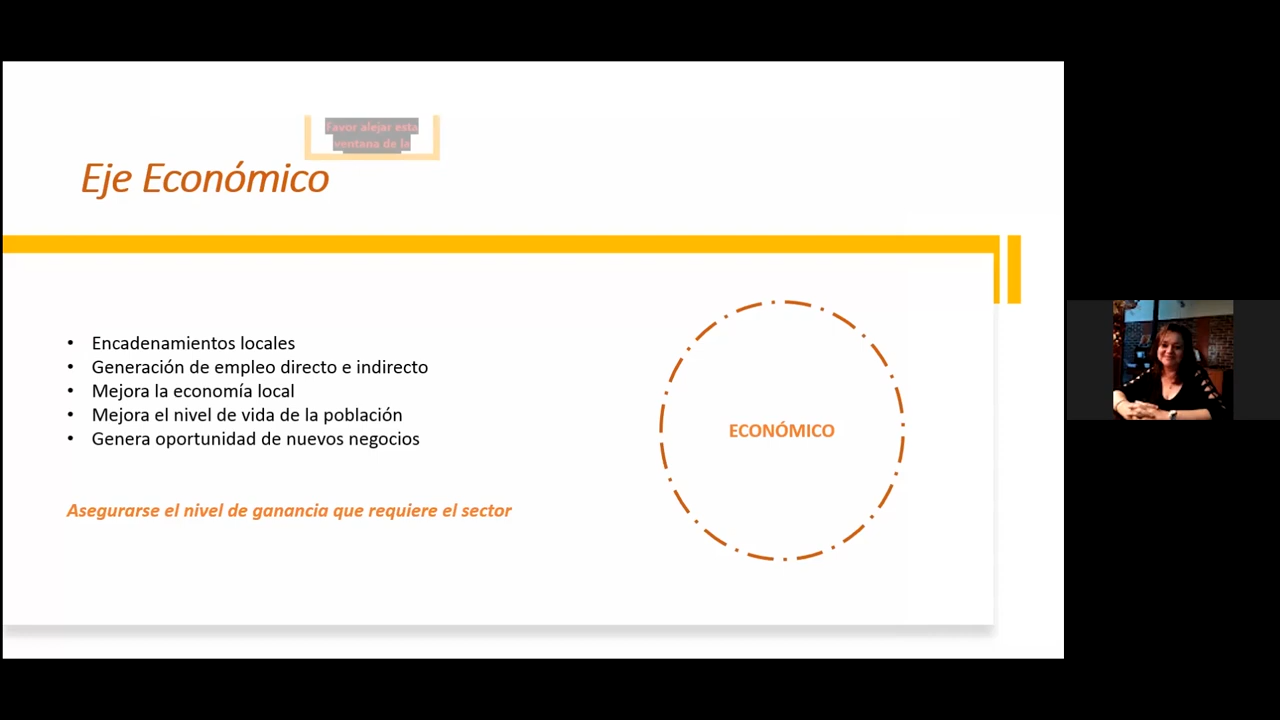 Favor alejar esta
ventana de la
Eje Económico
• Encadenamientos locales
• Generación de empleo directo e indirecto
• Mejora la economía local
• Mejora el nivel de vida de la población
• Genera oportunidad de nuevos negocios
ECONÓMICO
Asegurarse el nivel de ganancia que requiere el sector